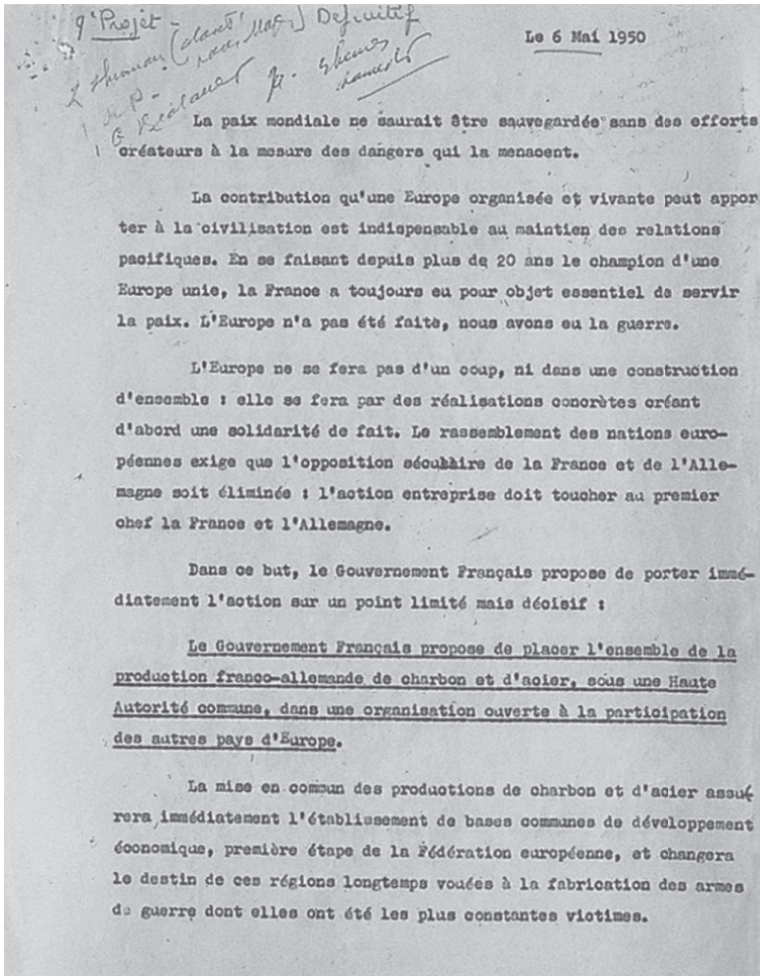 9e Projet - Définitif
Le 6 Mai 1950
La paix mondiale ne saurait être sauvegardée sans des efforts
créateurs à la mesure des dangers qui la menacent.
La contribution qu'une Europe organisée et vivante peut appor
ter à la civilisation est indispensable au maintien des relations
pacifiques. En se faisant depuis plus de 20 ans le champion d'une
Europe unie, la France a toujours eu pour objet essentiel de servir
la paix. L'Europe n'a pas été faite, nous avons eu la guerre.
L'Europe ne se fera pas d'un coup, ni dans une construction
d'ensemble : elle se fera par des réalisations concrètes créant
d'abord une solidarité de fait. Le rassemblement des nations euro-
péennes exige que l'opposition séculaire de la France et de l'Alle-
magne soit éliminée : l'action entreprise doit toucher au premier
chef la France et l'Allemagne.
Dans ce but, le Gouvernement Français propose de porter immé-
diatement l'action sur un point limité mais décisif :
Le Gouvernement Français propose de placer l'ensemble de la
production franco-allemande de charbon et d'acier, sous une Haute
Autorité commune, dans une organisation ouverte à la participation
des autres pays d'Europe.
La mise en commun des productions de charbon et d'acier assu
rera immédiatement l'établissement de bases communes de développement
économique, première étape de la Fédération européenne, et changera
le destin de ces régions longtemps vouées à la fabrication des armes
de guerre dont elles ont été les plus constantes victimes.